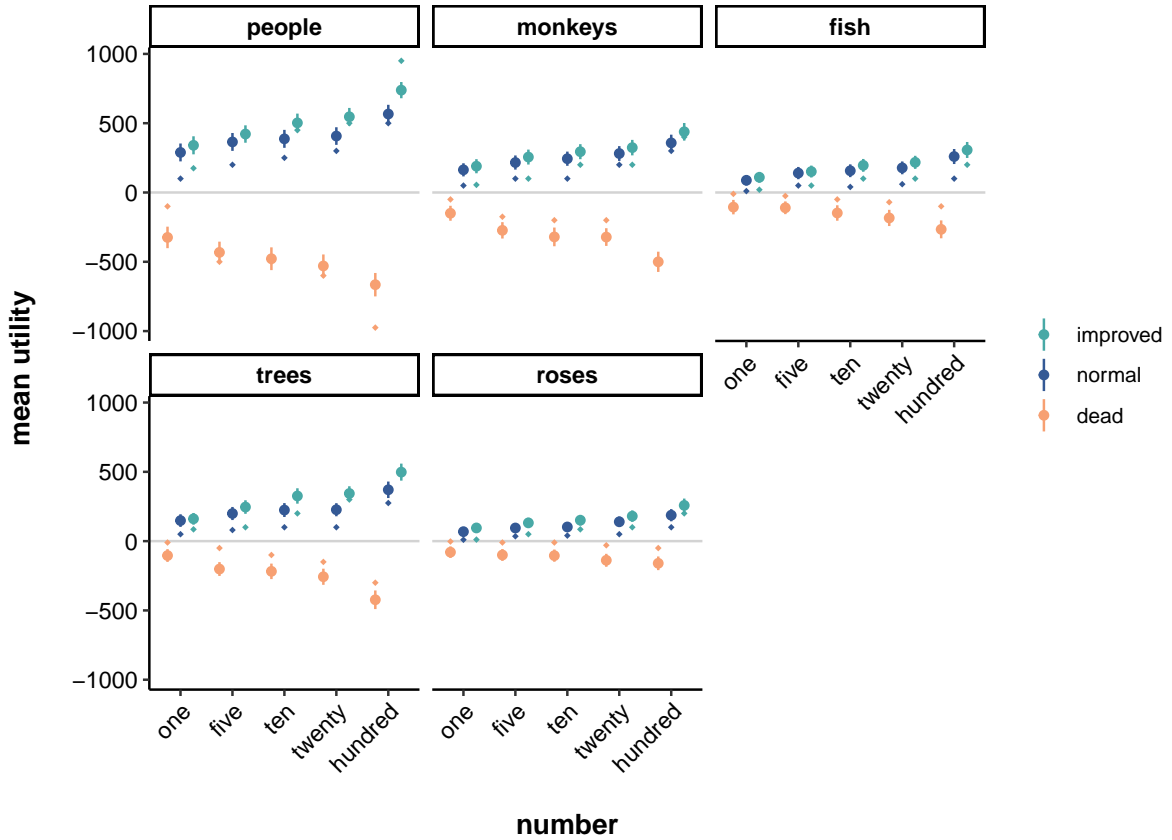 people
monkeys
fish
1000
500
0
−500
−1000
one
five
ten
twenty
hundred
mean utility
improved
normal
dead
trees
roses
1000
500
0
−500
−1000
one
five
ten
twenty
hundred
one
five
ten
twenty
hundred
number